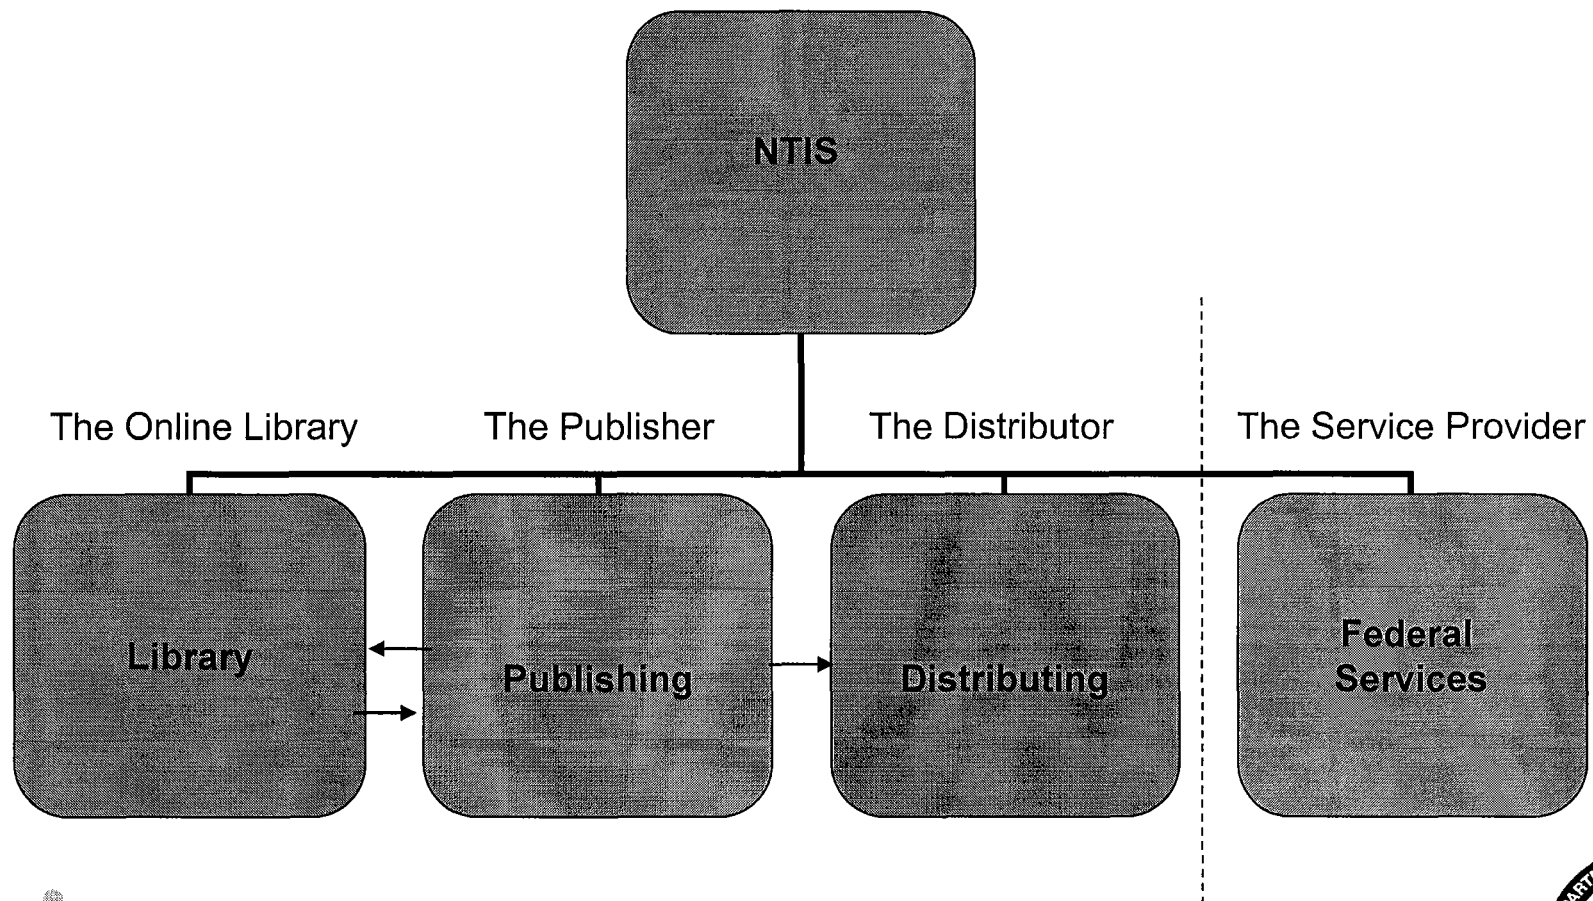 NTIS
The Online Library
The Publisher
The Distributor
The Service Provider
Library
Publishing
Distributing
Federal
Services